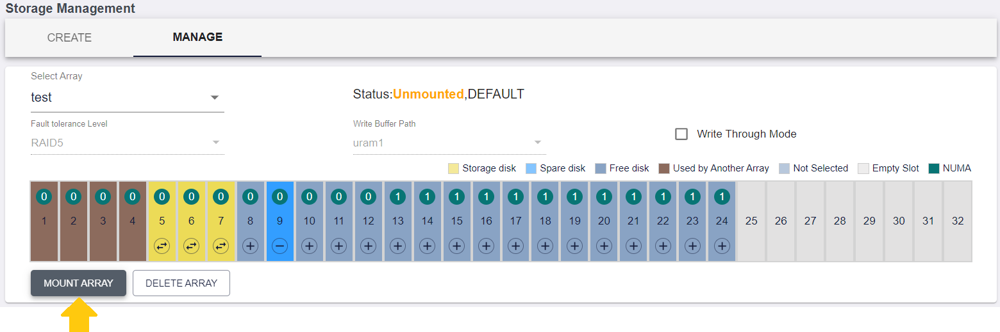 Storage Management
CREATE MANAGE
Select Array
test
Status:Unmounted,DEFAULT
Fault tolerance Level
RAID5
Write Buffer Path
uram1
Write Through Mode
Storage disk Spare disk Free disk Used by Another Array Not Selected Empty Slot NUMA
0 0 0 0 0 0 0 0 0 0 0 0 1 1 1 1 1 1 1 1 1 1 1 1
1 2 3 4 5 6 7 8 9 10 11 12 13 14 15 16 17 18 19 20 21 22 23 24 25 26 27 28 29 30 31 32
MOUNT ARRAY DELETE ARRAY